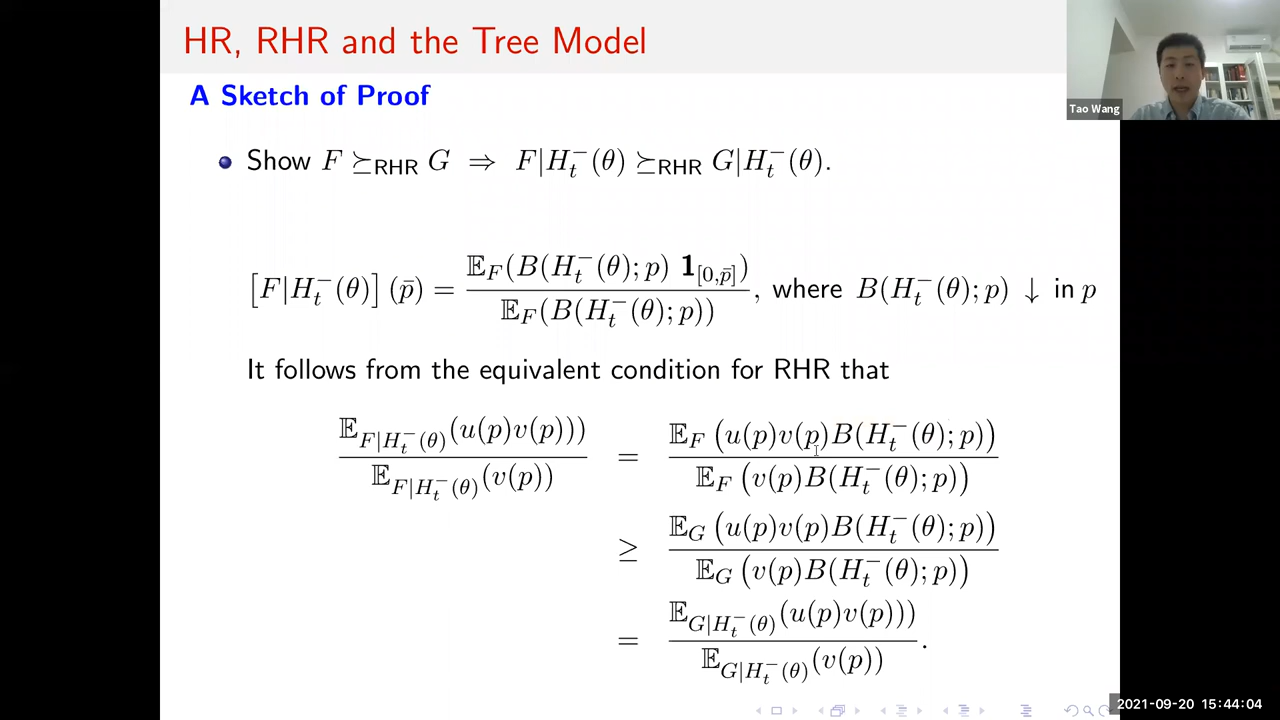 HR, RHR and the Tree Model
A Sketch of Proof
Show F ⪰_RHR G ⇒ F|H_t^−(θ) ⪰_RHR G|H_t^−(θ).
[F|H_t^−(θ)] (p̄) = 𝔼_F(B(H_t^−(θ); p) 𝟏_[0,p̄]) / 𝔼_F(B(H_t^−(θ); p)) , where B(H_t^−(θ); p) ↓ in p
It follows from the equivalent condition for RHR that
𝔼_{F|H_t^−(θ)}(u(p)v(p))) / 𝔼_{F|H_t^−(θ)}(v(p)) = 𝔼_F (u(p)v(p)B(H_t^−(θ); p)) / 𝔼_F (v(p)B(H_t^−(θ); p))
≥ 𝔼_G (u(p)v(p)B(H_t^−(θ); p)) / 𝔼_G (v(p)B(H_t^−(θ); p))
= 𝔼_{G|H_t^−(θ)}(u(p)v(p))) / 𝔼_{G|H_t^−(θ)}(v(p)) .
Tao Wang
2021-09-20 15:44:04